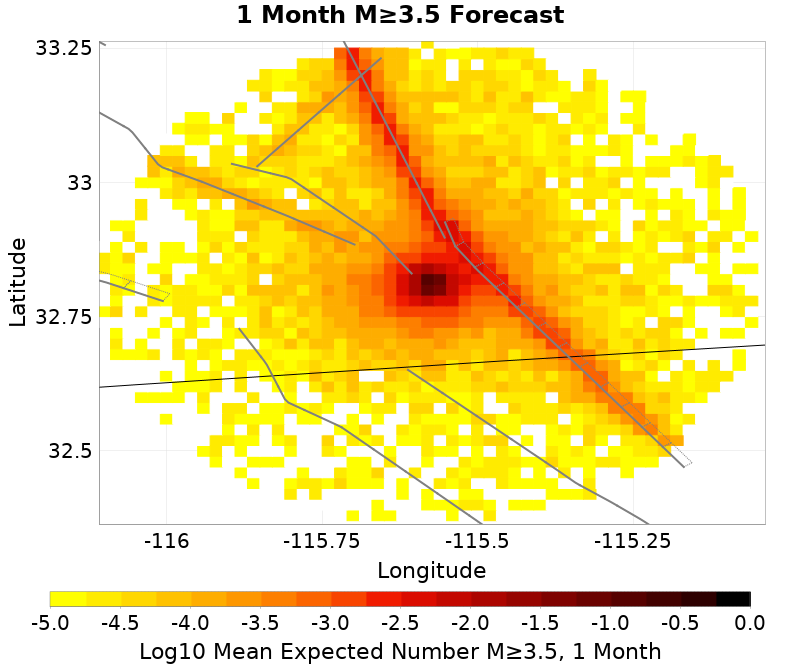 1 Month M≥3.5 Forecast
33.25
33
32.75
32.5
Latitude
-116 -115.75 -115.5 -115.25
Longitude
-5.0 -4.5 -4.0 -3.5 -3.0 -2.5 -2.0 -1.5 -1.0 -0.5 0.0
Log10 Mean Expected Number M≥3.5, 1 Month